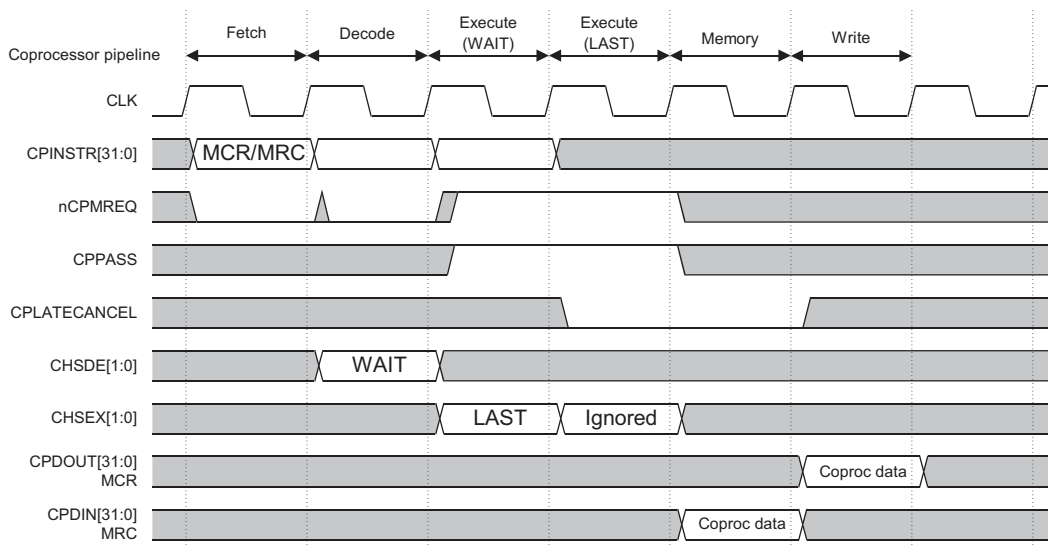 Fetch
Decode
Execute
(WAIT)
Execute
(LAST)
Memory
Write
Coprocessor pipeline
CLK
CPINSTR[31:0]
MCR/MRC
nCPMREQ
CPPASS
CPLATECANCEL
CHSDE[1:0]
WAIT
CHSEX[1:0]
LAST
Ignored
CPDOUT[31:0]
MCR
Coproc data
CPDIN[31:0]
MRC
Coproc data